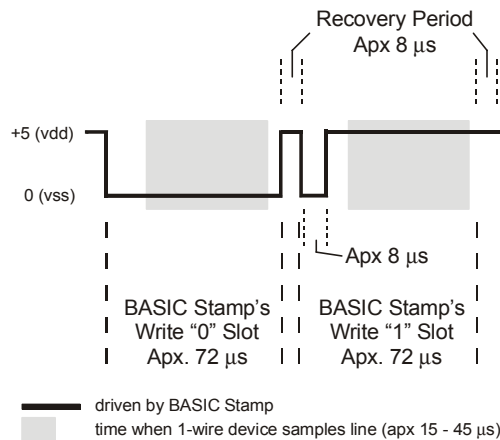 Recovery Period
Apx 8 μs
+5 (vdd)
0 (vss)
Apx 8 μs
BASIC Stamp's
Write "0" Slot
Apx. 72 μs
BASIC Stamp's
Write "1" Slot
Apx. 72 μs
driven by BASIC Stamp
time when 1-wire device samples line (apx 15 - 45 μs)